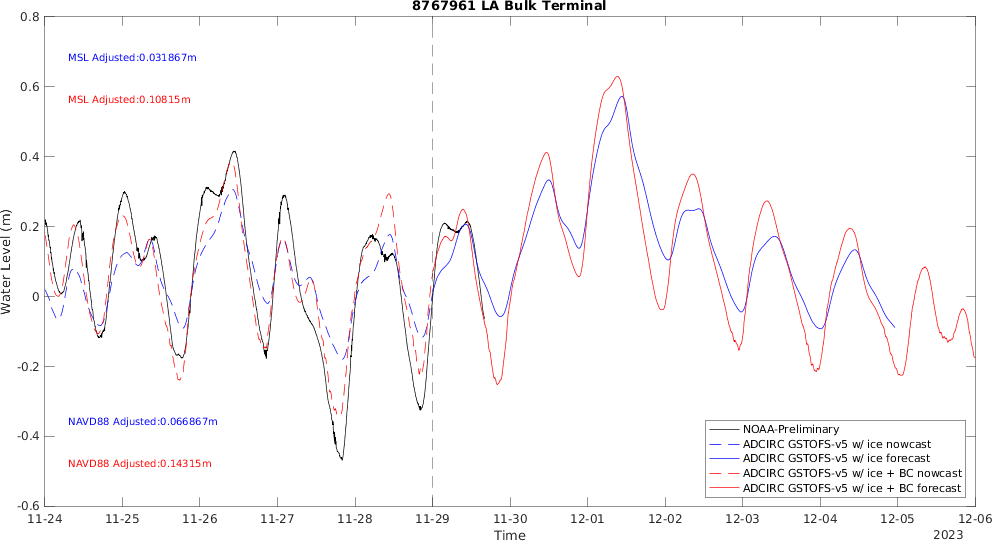 8767961 LA Bulk Terminal
0.8
0.6
0.4
0.2
0
-0.2
-0.4
-0.6
Water Level (m)
MSL Adjusted:0.031867m
MSL Adjusted:0.10815m
NAVD88 Adjusted:0.066867m
NAVD88 Adjusted:0.14315m
NOAA-Preliminary
ADCIRC GSTOFS-v5 w/ ice nowcast
ADCIRC GSTOFS-v5 w/ ice forecast
ADCIRC GSTOFS-v5 w/ ice + BC nowcast
ADCIRC GSTOFS-v5 w/ ice + BC forecast
11-24 11-25 11-26 11-27 11-28 11-29 11-30 12-01 12-02 12-03 12-04 12-05 12-06
Time
2023